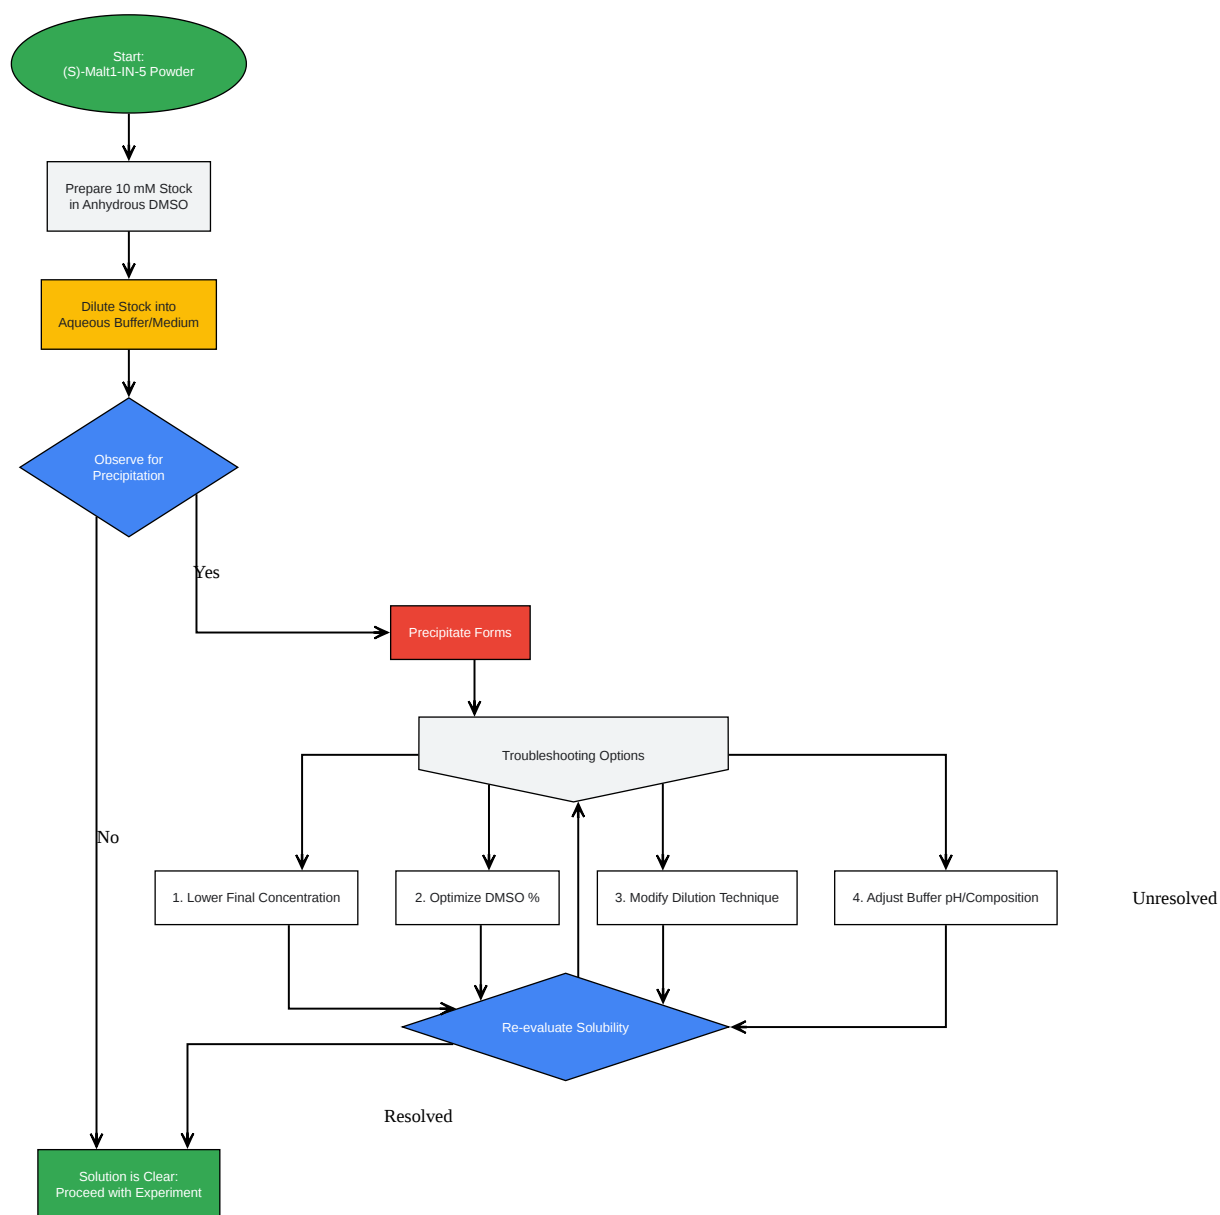 Start:
(S)-Malt1-IN-5 Powder
Prepare 10 mM Stock
in Anhydrous DMSO
Dilute Stock into
Aqueous Buffer/Medium
Observe for
Precipitation
Yes
Precipitate Forms
Troubleshooting Options
No
1. Lower Final Concentration
2. Optimize DMSO %
3. Modify Dilution Technique
4. Adjust Buffer pH/Composition
Unresolved
Re-evaluate Solubility
Resolved
Solution is Clear:
Proceed with Experiment